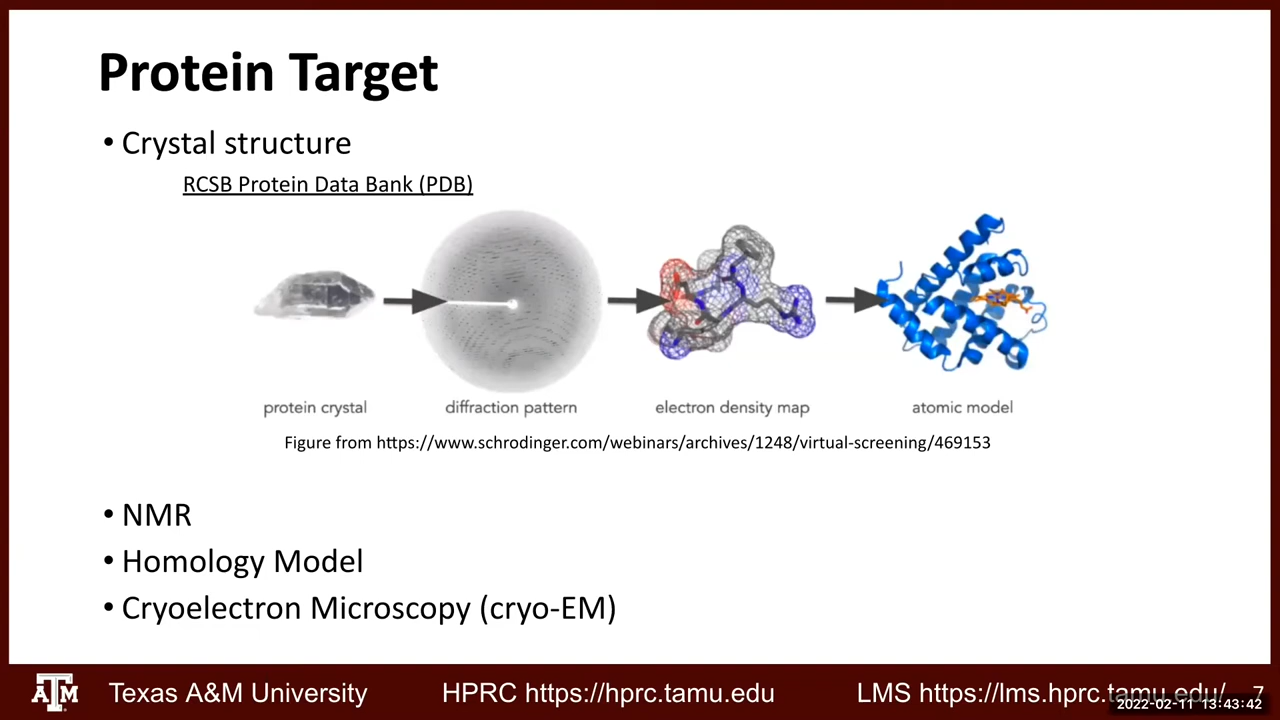 Protein Target
• Crystal structure
RCSB Protein Data Bank (PDB)
protein crystal
diffraction pattern
electron density map
atomic model
Figure from https://www.schrodinger.com/webinars/archives/1248/virtual-screening/469153
• NMR
• Homology Model
• Cryoelectron Microscopy (cryo-EM)
ATM Texas A&M University HPRC https://hprc.tamu.edu LMS https://lms.hprc.tamu.edu/ 7
2022-02-11 13:43:42